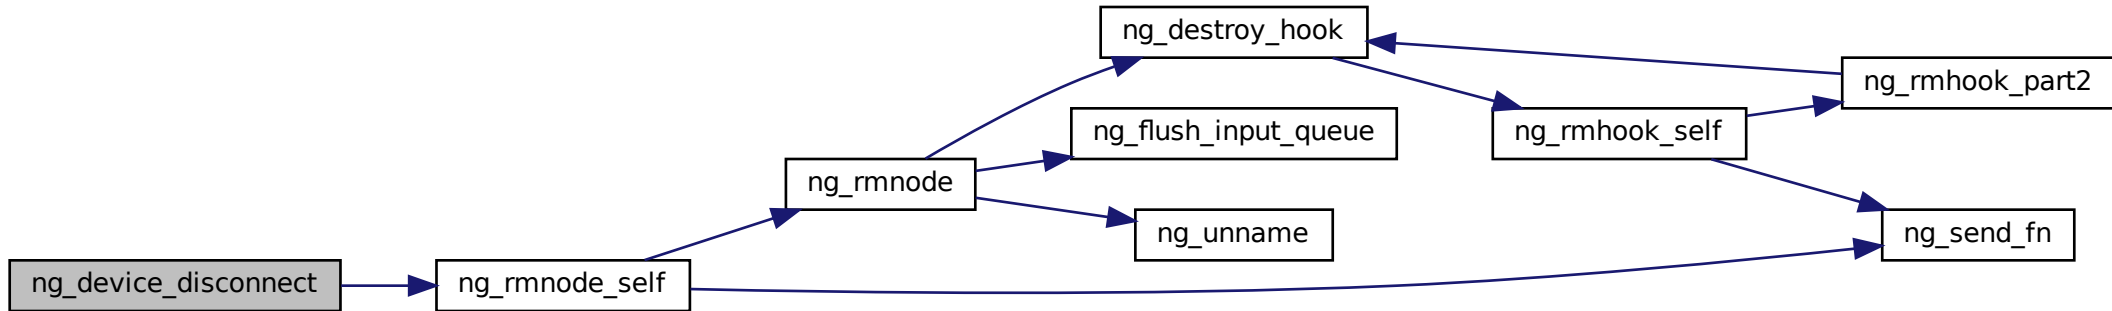 ng_destroy_hook
ng_rmhook_part2
ng_flush_input_queue
ng_rmhook_self
ng_rmnode
ng_unname
ng_send_fn
ng_device_disconnect
ng_rmnode_self